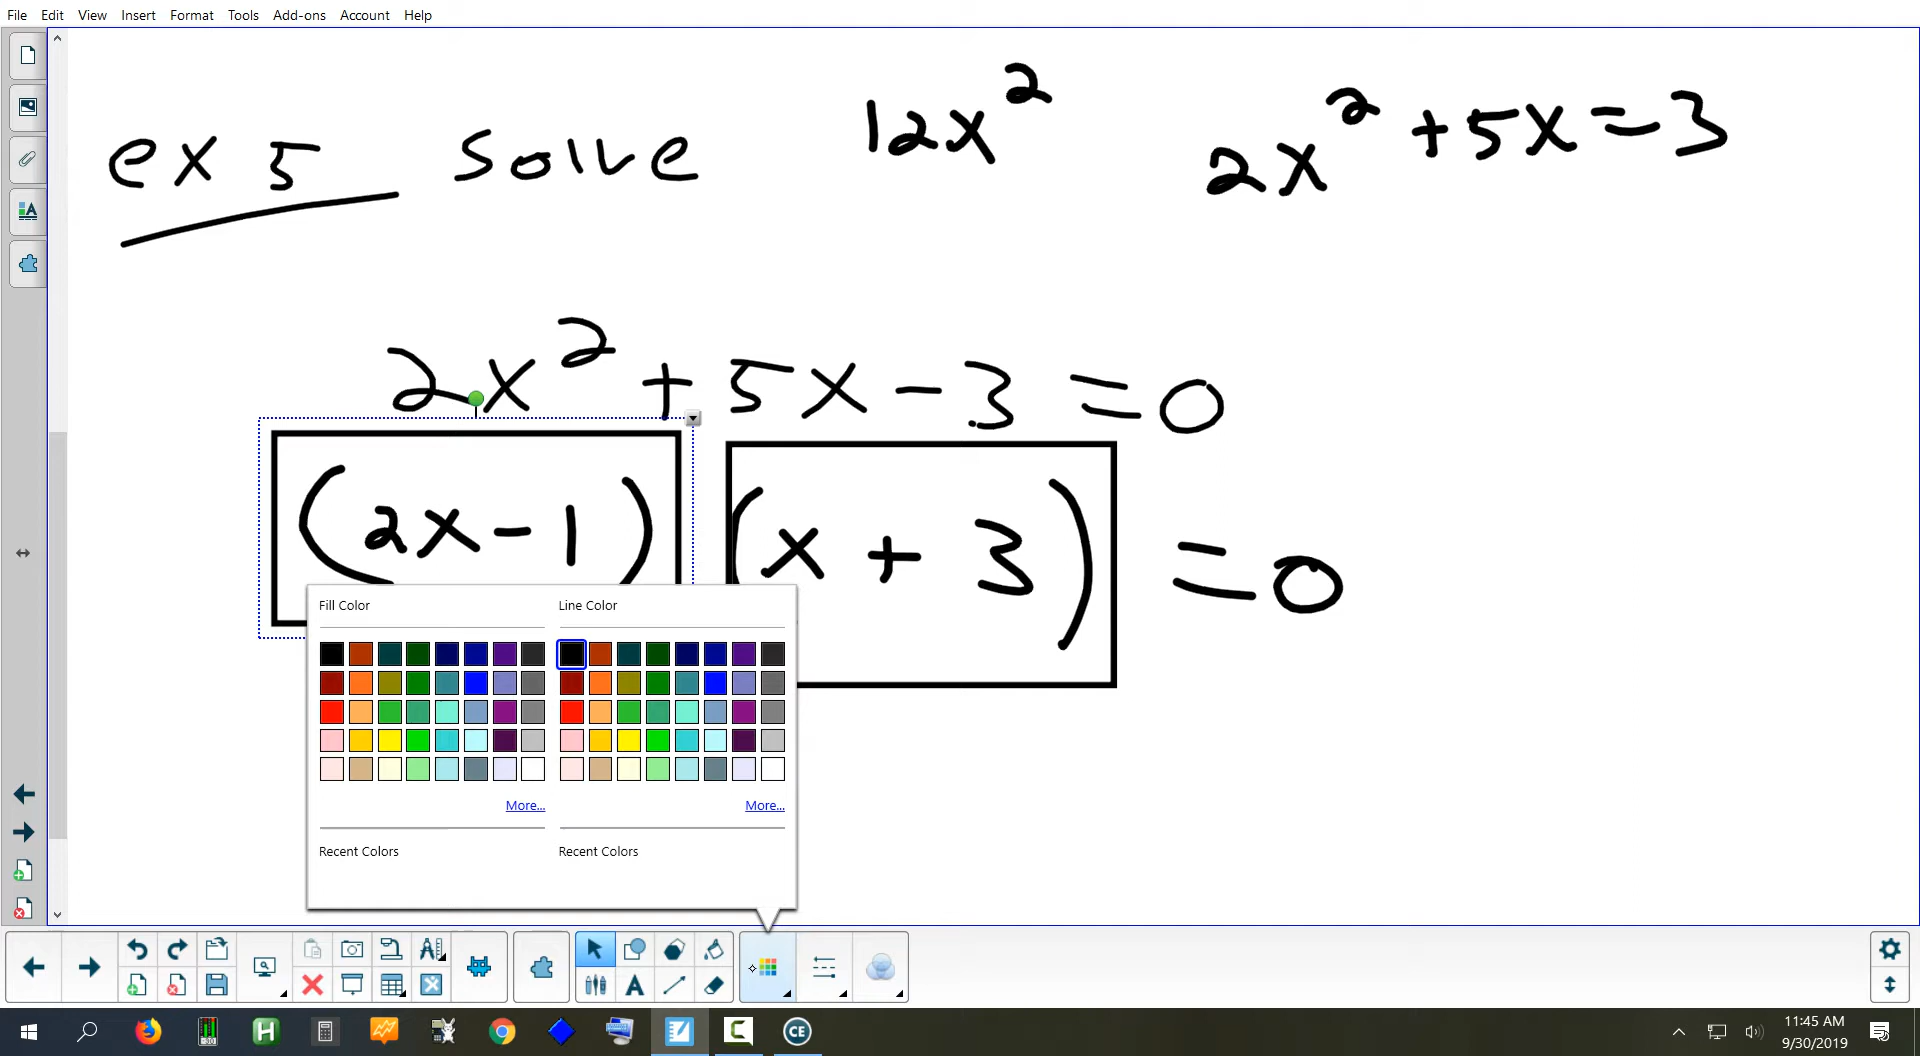 File Edit View Insert Format Tools Add-ons Account Help
ex 5 solve 12x² 2x² +5x=3
2x² + 5x - 3 = 0
(2x - 1) (x + 3) = 0
Fill Color Line Color
More... More...
Recent Colors Recent Colors
11:45 AM
9/30/2019